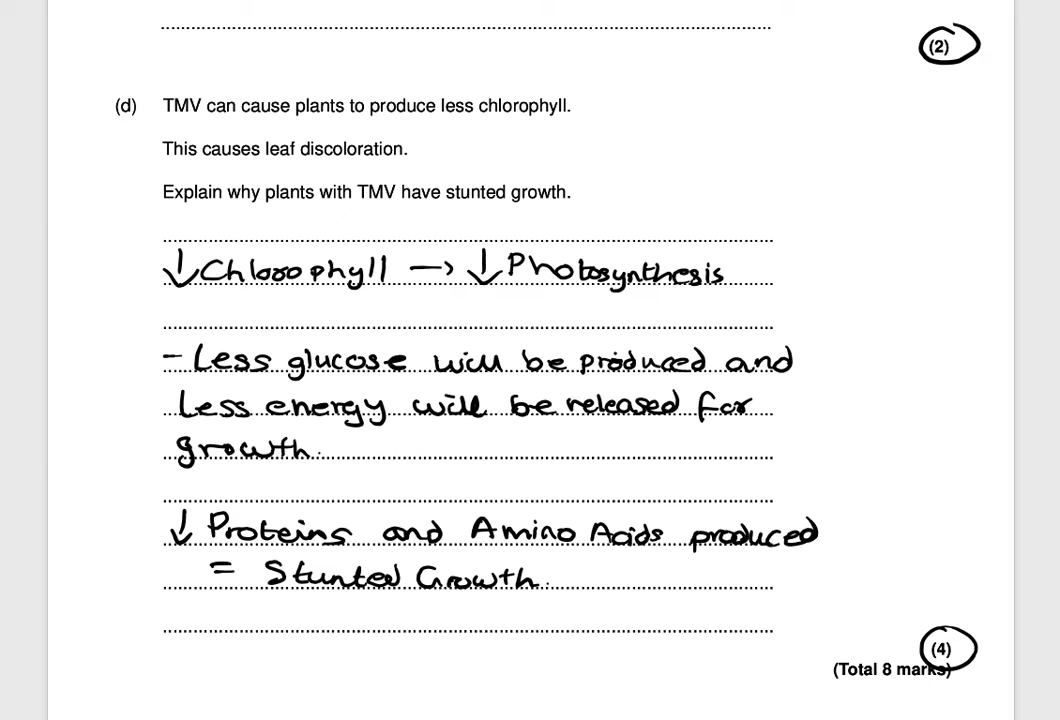 (2)
(d) TMV can cause plants to produce less chlorophyll.
This causes leaf discoloration.
Explain why plants with TMV have stunted growth.
↓ Chlorophyll → ↓ Photosynthesis
- Less glucose will be produced and
Less energy will be released for
growth.
↓ Proteins and Amino Acids produced
= Stunted Growth.
(4)
(Total 8 marks)